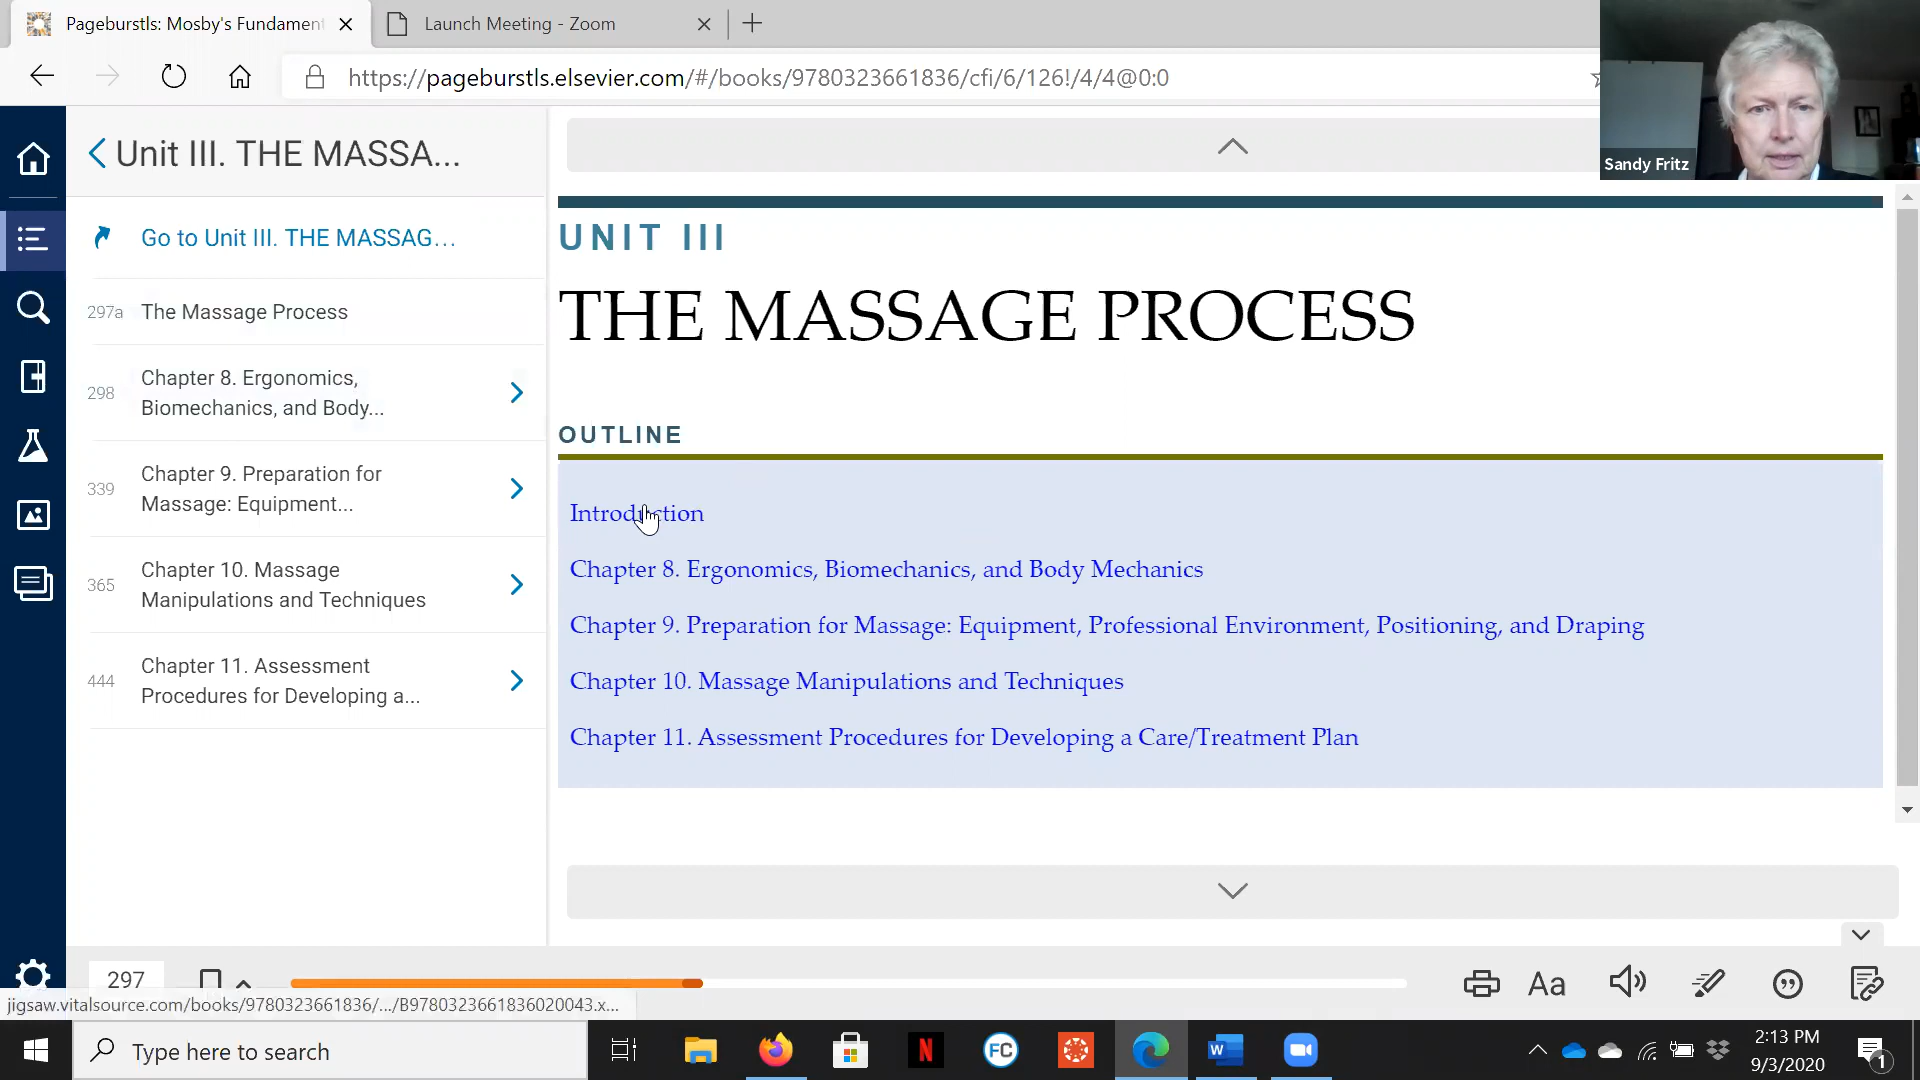 Pageburstls: Mosby's Fundament
Launch Meeting - Zoom
https://pageburstls.elsevier.com/#/books/9780323661836/cfi/6/126!/4/4@0:0
Sandy Fritz
Unit III. THE MASSA...
Go to Unit III. THE MASSAG...
297a The Massage Process
298 Chapter 8. Ergonomics,
Biomechanics, and Body...
339 Chapter 9. Preparation for
Massage: Equipment...
365 Chapter 10. Massage
Manipulations and Techniques
444 Chapter 11. Assessment
Procedures for Developing a...
UNIT III
THE MASSAGE PROCESS
OUTLINE
Introduction
Chapter 8. Ergonomics, Biomechanics, and Body Mechanics
Chapter 9. Preparation for Massage: Equipment, Professional Environment, Positioning, and Draping
Chapter 10. Massage Manipulations and Techniques
Chapter 11. Assessment Procedures for Developing a Care/Treatment Plan
297
Aa
jigsaw.vitalsource.com/books/9780323661836/.../B9780323661836020043.x...
Type here to search
N
FC
W
2:13 PM
9/3/2020
1